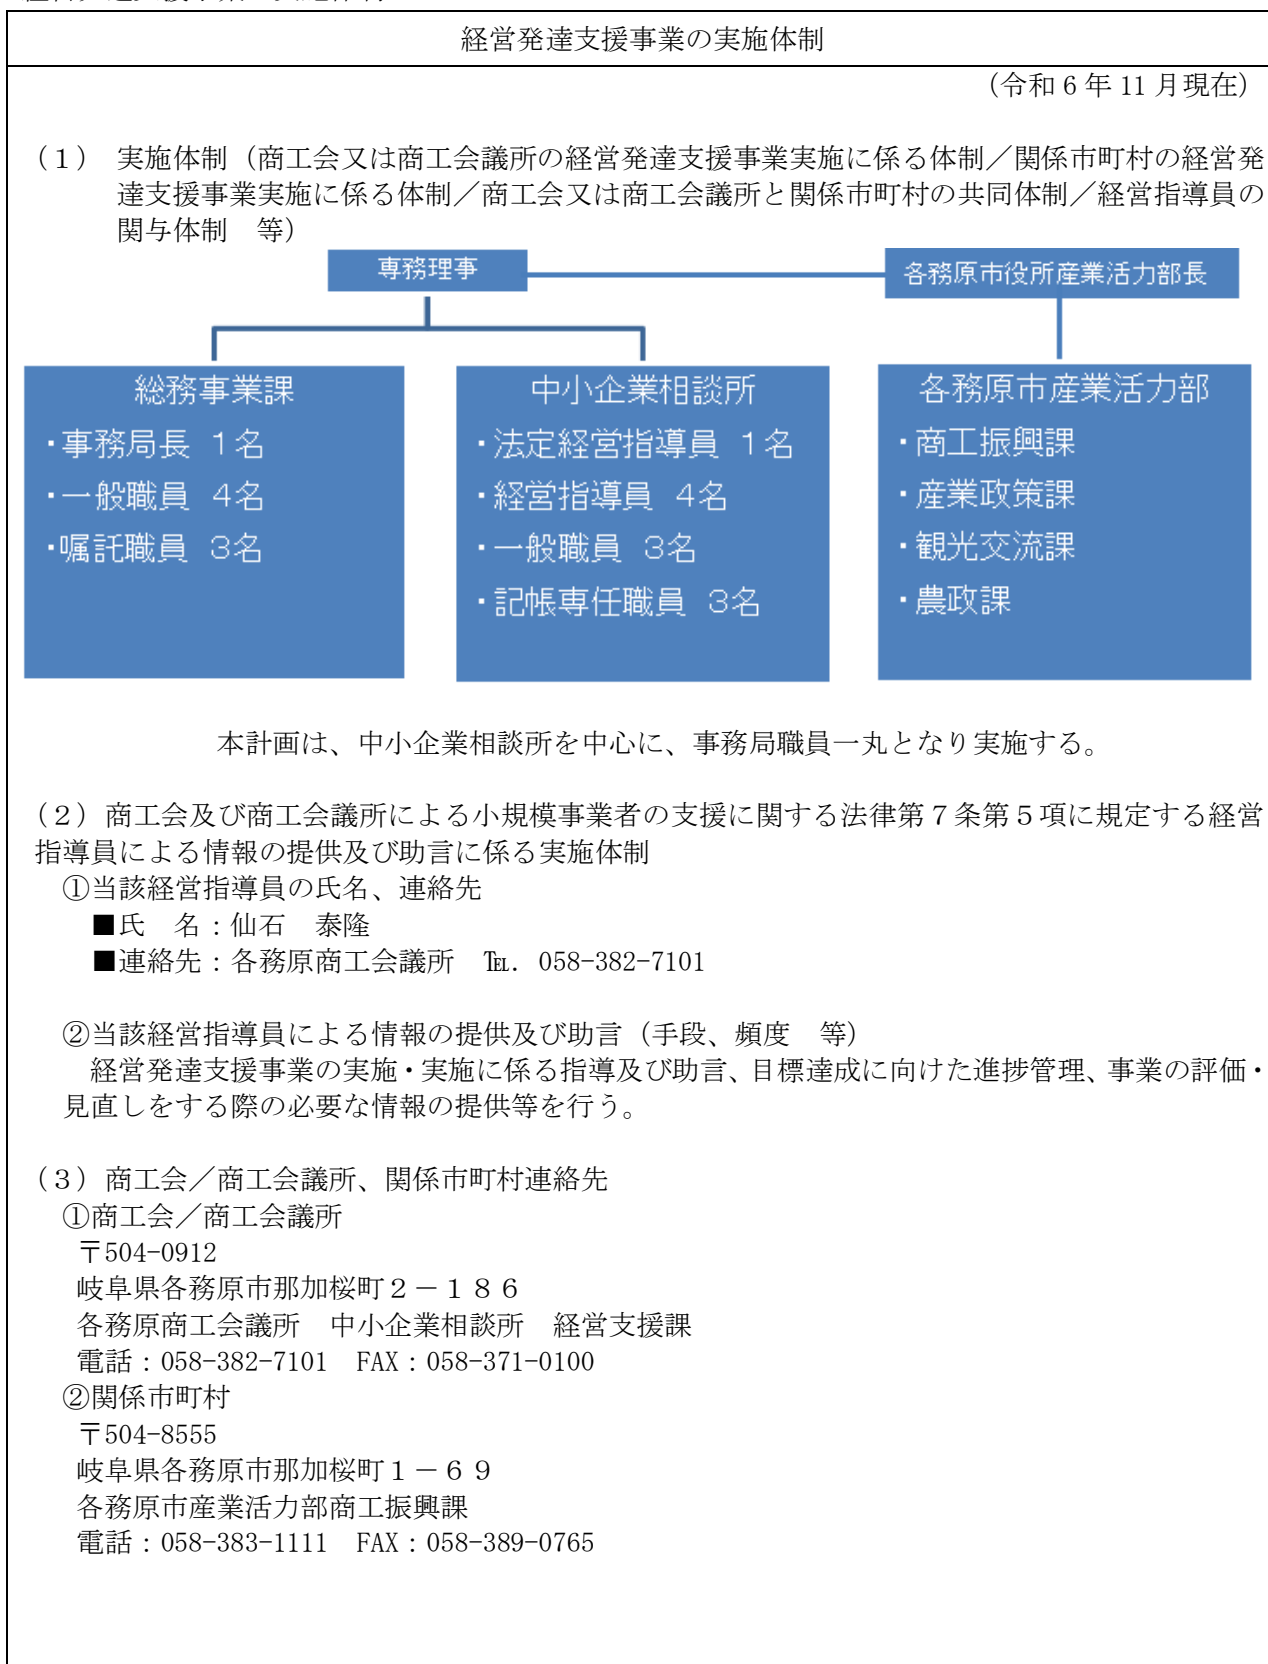 経営発達支援事業の実施体制
（令和６年 11 月現在）
（１） 実施体制（商工会又は商工会議所の経営発達支援事業実施に係る体制／関係市町村の経営発
達支援事業実施に係る体制／商工会又は商工会議所と関係市町村の共同体制／経営指導員の
関与体制　等）
専務理事
各務原市役所産業活力部長
総務事業課
・事務局長 １名
・一般職員 ４名
・嘱託職員 ３名
中小企業相談所
・法定経営指導員 １名
・経営指導員 ４名
・一般職員 ３名
・記帳専任職員 ３名
各務原市産業活力部
・商工振興課
・産業政策課
・観光交流課
・農政課
本計画は、中小企業相談所を中心に、事務局職員一丸となり実施する。
（２）商工会及び商工会議所による小規模事業者の支援に関する法律第７条第５項に規定する経営
指導員による情報の提供及び助言に係る実施体制
①当該経営指導員の氏名、連絡先
■氏　名：仙石　泰隆
■連絡先：各務原商工会議所　℡. 058-382-7101
②当該経営指導員による情報の提供及び助言（手段、頻度　等）
経営発達支援事業の実施・実施に係る指導及び助言、目標達成に向けた進捗管理、事業の評価・
見直しをする際の必要な情報の提供等を行う。
（３）商工会／商工会議所、関係市町村連絡先
①商工会／商工会議所
〒504-0912
岐阜県各務原市那加桜町２－１８６
各務原商工会議所　中小企業相談所　経営支援課
電話：058-382-7101　FAX：058-371-0100
②関係市町村
〒504-8555
岐阜県各務原市那加桜町１－６９
各務原市産業活力部商工振興課
電話：058-383-1111　FAX：058-389-0765